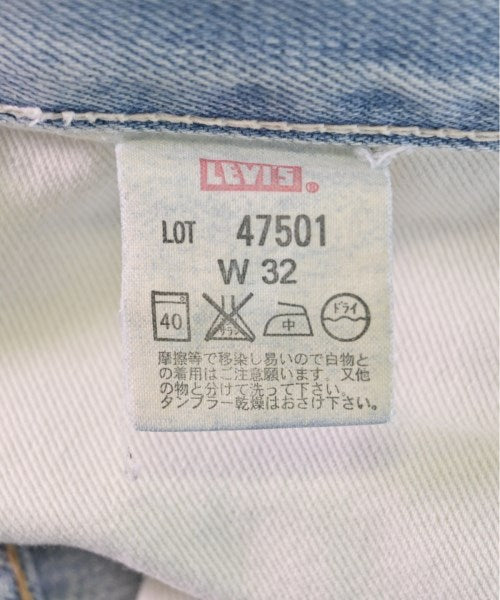 LEVI'S ®
LOT 47501
W 32
40 サラシ 中 ドライ
摩擦等で移染し易いので白物と
の着用はご注意願います。又他
の物と分けて洗って下さい。
タンブラー乾燥はおさけ下さい。